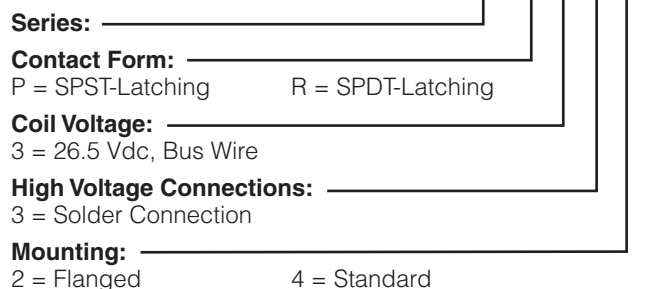 Series:
Contact Form:
P = SPST-Latching R = SPDT-Latching
Coil Voltage:
3 = 26.5 Vdc, Bus Wire
High Voltage Connections:
3 = Solder Connection
Mounting:
2 = Flanged 4 = Standard